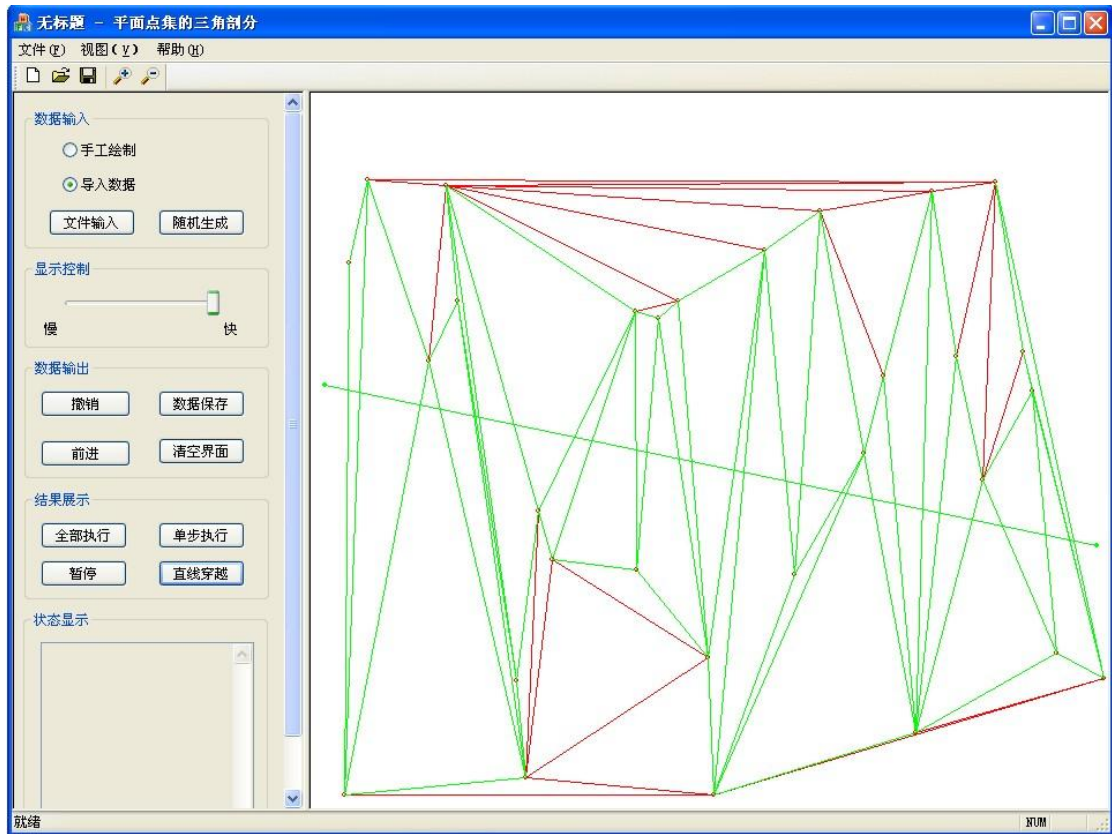 无标题 - 平面点集的三角剖分
文件(F) 视图(V) 帮助(H)
数据输入
手工绘制
导入数据
文件输入 随机生成
显示控制
慢 快
数据输出
撤销 数据保存
前进 清空界面
结果展示
全部执行 单步执行
暂停 直线穿越
状态显示
就绪 NUM